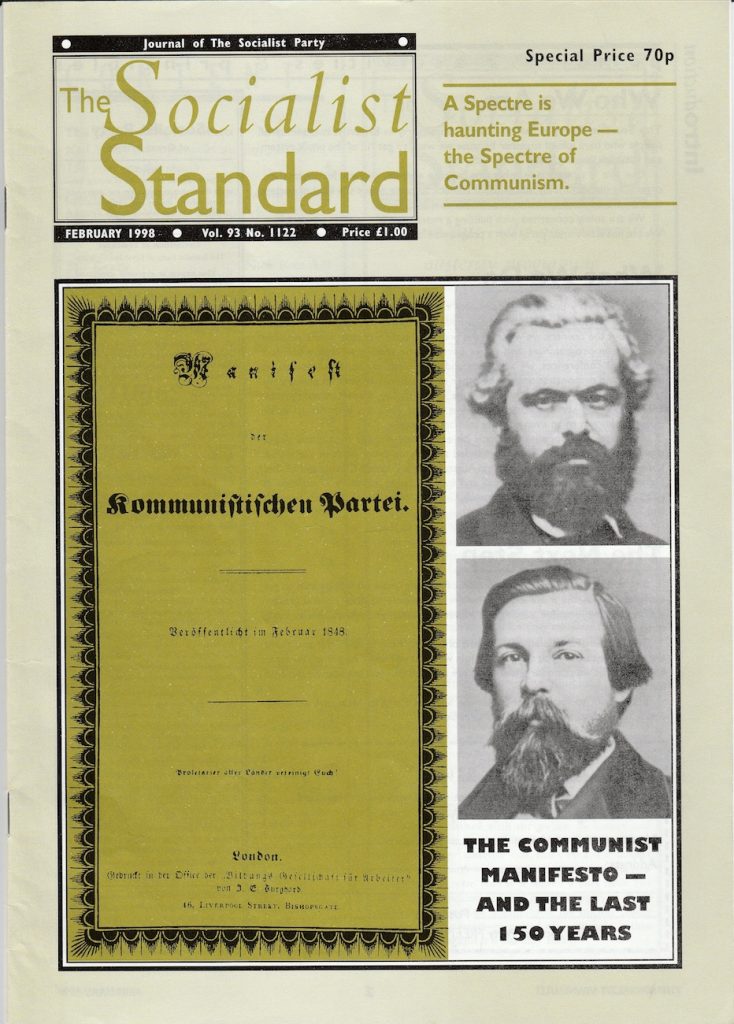 Journal of The Socialist Party
The Socialist
Standard
FEBRUARY 1998 ● Vol. 93 No. 1122 ● Price £1.00
Special Price 70p
A Spectre is
haunting Europe —
the Spectre of
Communism.
Manifest
der
Kommunistischen Partei.
Veröffentlicht im Februar 1848.
Proletarier aller Länder vereinigt Euch!
London.
Gedruckt in der Office der „Bildungs-Gesellschaft für Arbeiter"
von J. E. Burghard.
46, LIVERPOOL STREET, BISHOPSGATE
THE COMMUNIST
MANIFESTO —
AND THE LAST
150 YEARS